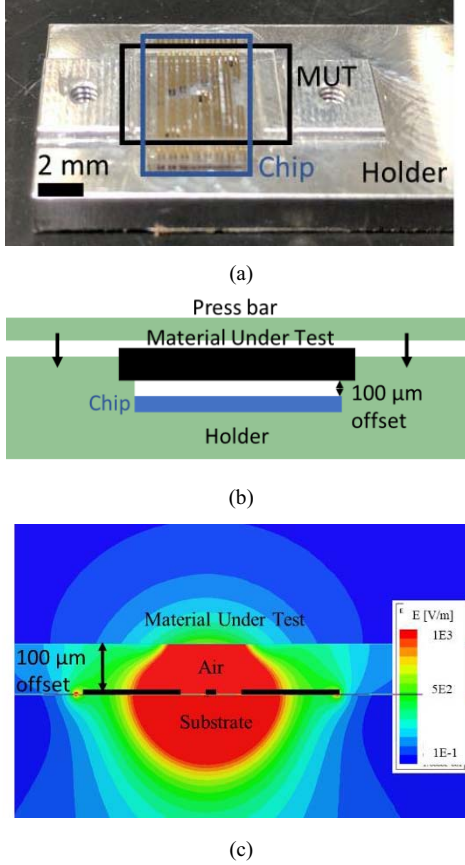 MUT
2 mm
Chip
Holder
(a)
Press bar
Material Under Test
Chip
100 μm
offset
Holder
(b)
Material Under Test
E [V/m]
1E3
100 μm
offset
Air
5E2
Substrate
1E-1
(c)